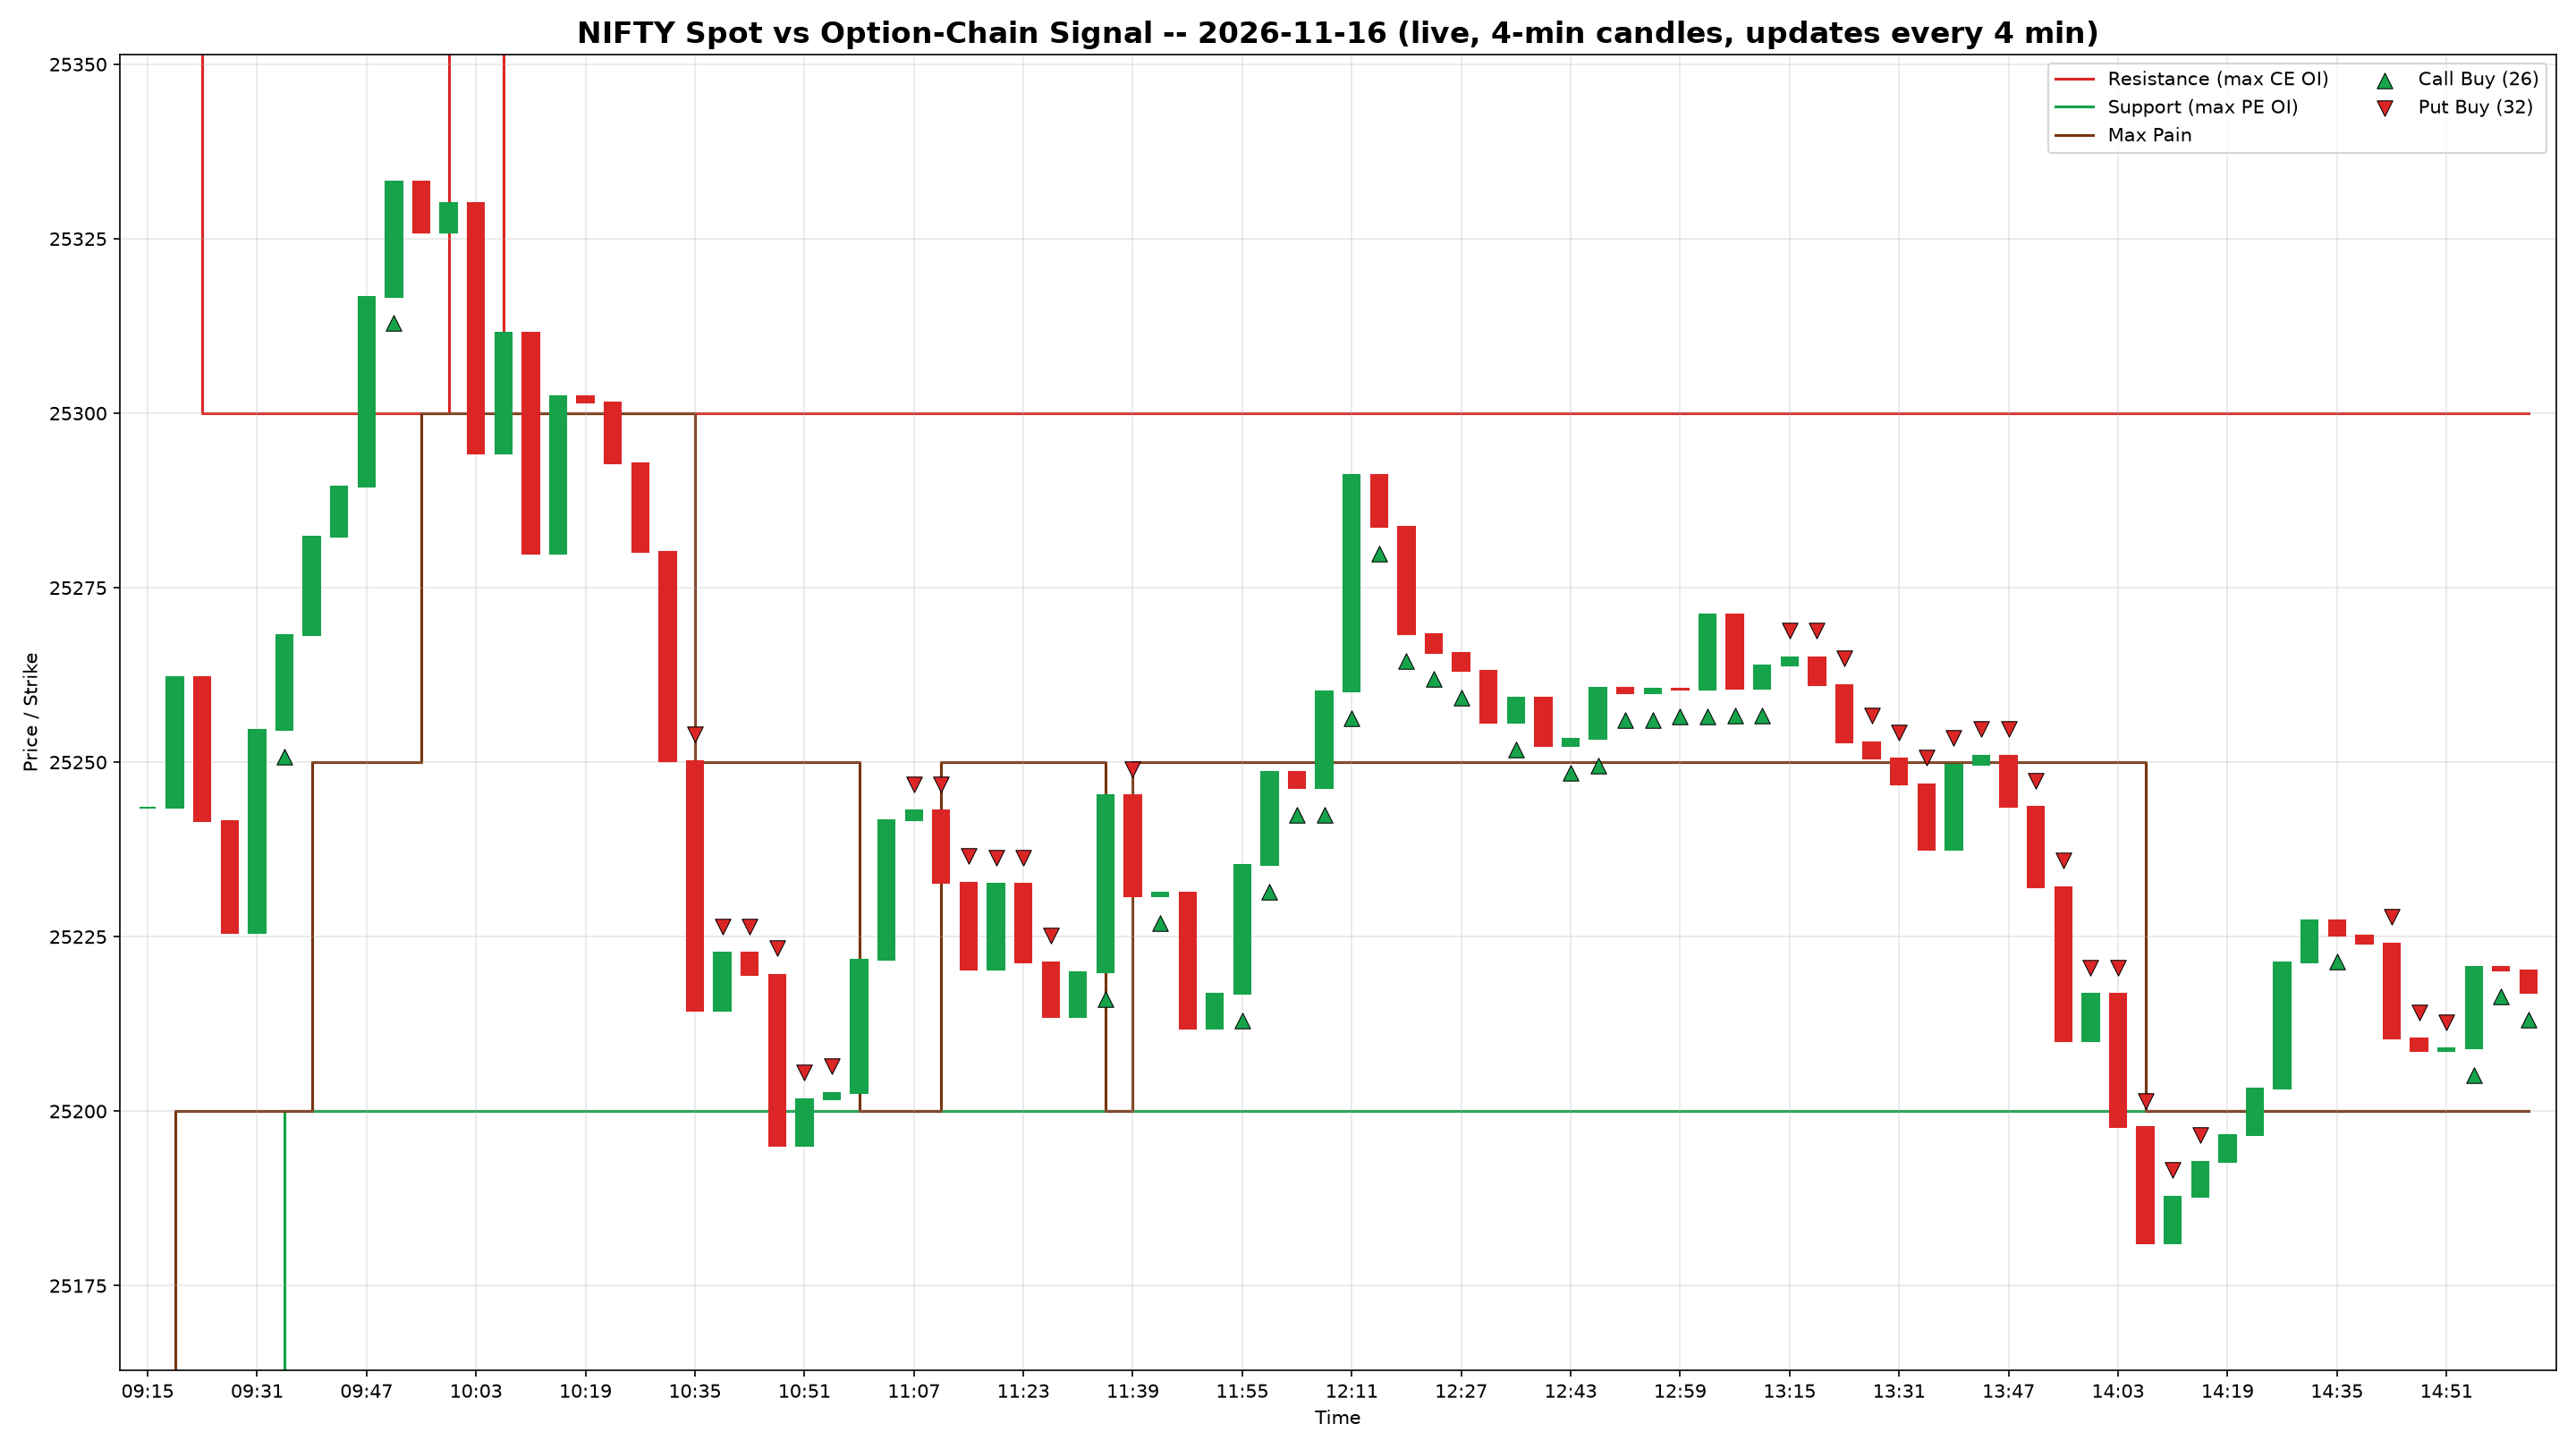 NIFTY Spot vs Option-Chain Signal -- 2026-11-16 (live, 4-min candles, updates every 4 min)
Resistance (max CE OI)
Support (max PE OI)
Max Pain
Call Buy (26)
Put Buy (32)
Price / Strike
25350
25325
25300
25275
25250
25225
25200
25175
09:15 09:31 09:47 10:03 10:19 10:35 10:51 11:07 11:23 11:39 11:55 12:11 12:27 12:43 12:59 13:15 13:31 13:47 14:03 14:19 14:35 14:51
Time